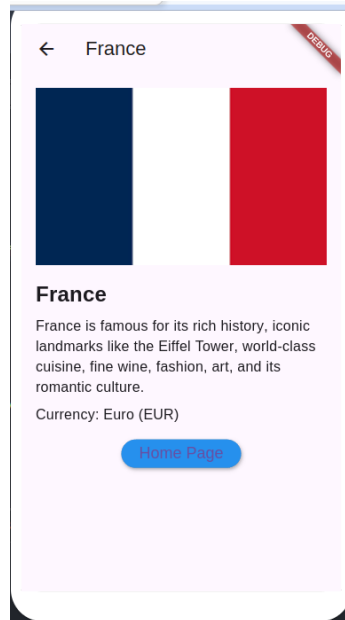 France
DEBUG
France
France is famous for its rich history, iconic
landmarks like the Eiffel Tower, world-class
cuisine, fine wine, fashion, art, and its
romantic culture.
Currency: Euro (EUR)
Home Page